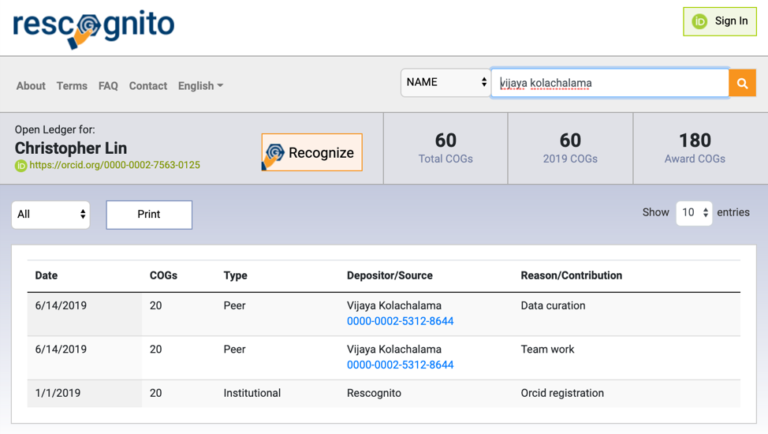 rescognito
Sign In
About Terms FAQ Contact English
NAME
vijaya kolachalama
Open Ledger for:
Christopher Lin
https://orcid.org/0000-0002-7563-0125
Recognize
60
Total COGs
60
2019 COGs
180
Award COGs
All
Print
Show 10 entries
Date COGs Type Depositor/Source Reason/Contribution
6/14/2019 20 Peer Vijaya Kolachalama Data curation
0000-0002-5312-8644
6/14/2019 20 Peer Vijaya Kolachalama Team work
0000-0002-5312-8644
1/1/2019 20 Institutional Rescognito Orcid registration